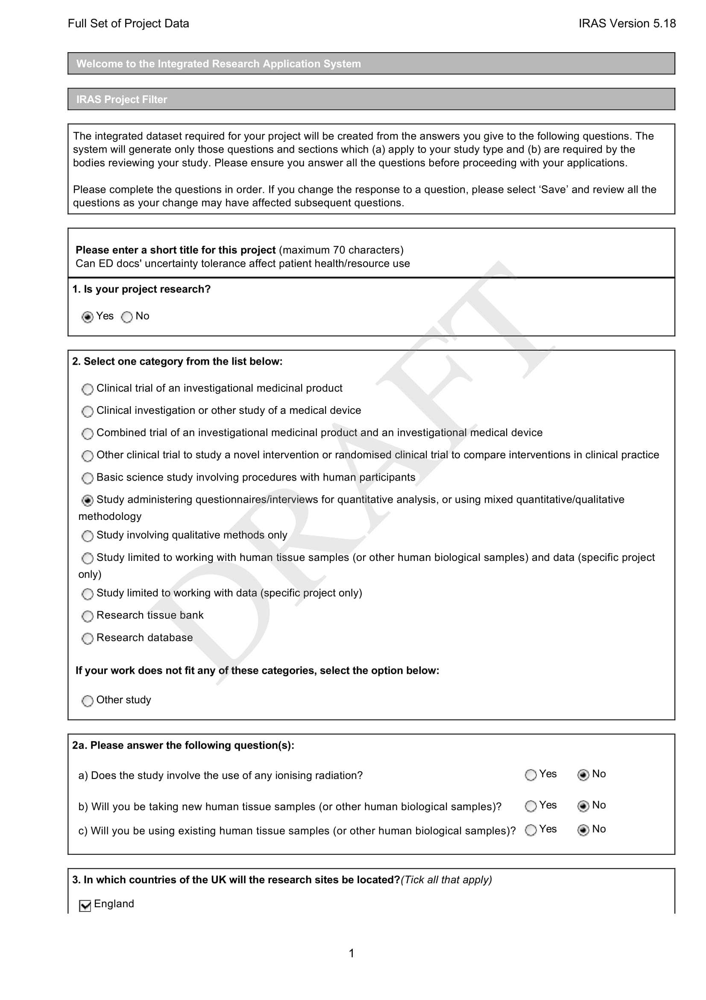 Full Set of Project Data
IRAS Version 5.18
Welcome to the Integrated Research Application System
IRAS Project Filter
The integrated dataset required for your project will be created from the answers you give to the following questions. The
system will generate only those questions and sections which (a) apply to your study type and (b) are required by the
bodies reviewing your study. Please ensure you answer all the questions before proceeding with your applications.
Please complete the questions in order. If you change the response to a question, please select ‘Save’ and review all the
questions as your change may have affected subsequent questions.
Please enter a short title for this project (maximum 70 characters)
Can ED docs' uncertainty tolerance affect patient health/resource use
1. Is your project research?
Yes No
2. Select one category from the list below:
Clinical trial of an investigational medicinal product
Clinical investigation or other study of a medical device
Combined trial of an investigational medicinal product and an investigational medical device
Other clinical trial to study a novel intervention or randomised clinical trial to compare interventions in clinical practice
Basic science study involving procedures with human participants
Study administering questionnaires/interviews for quantitative analysis, or using mixed quantitative/qualitative
methodology
Study involving qualitative methods only
Study limited to working with human tissue samples (or other human biological samples) and data (specific project
only)
Study limited to working with data (specific project only)
Research tissue bank
Research database
If your work does not fit any of these categories, select the option below:
Other study
2a. Please answer the following question(s):
a) Does the study involve the use of any ionising radiation? Yes No
b) Will you be taking new human tissue samples (or other human biological samples)? Yes No
c) Will you be using existing human tissue samples (or other human biological samples)? Yes No
3. In which countries of the UK will the research sites be located?(Tick all that apply)
England
1
DRAFT